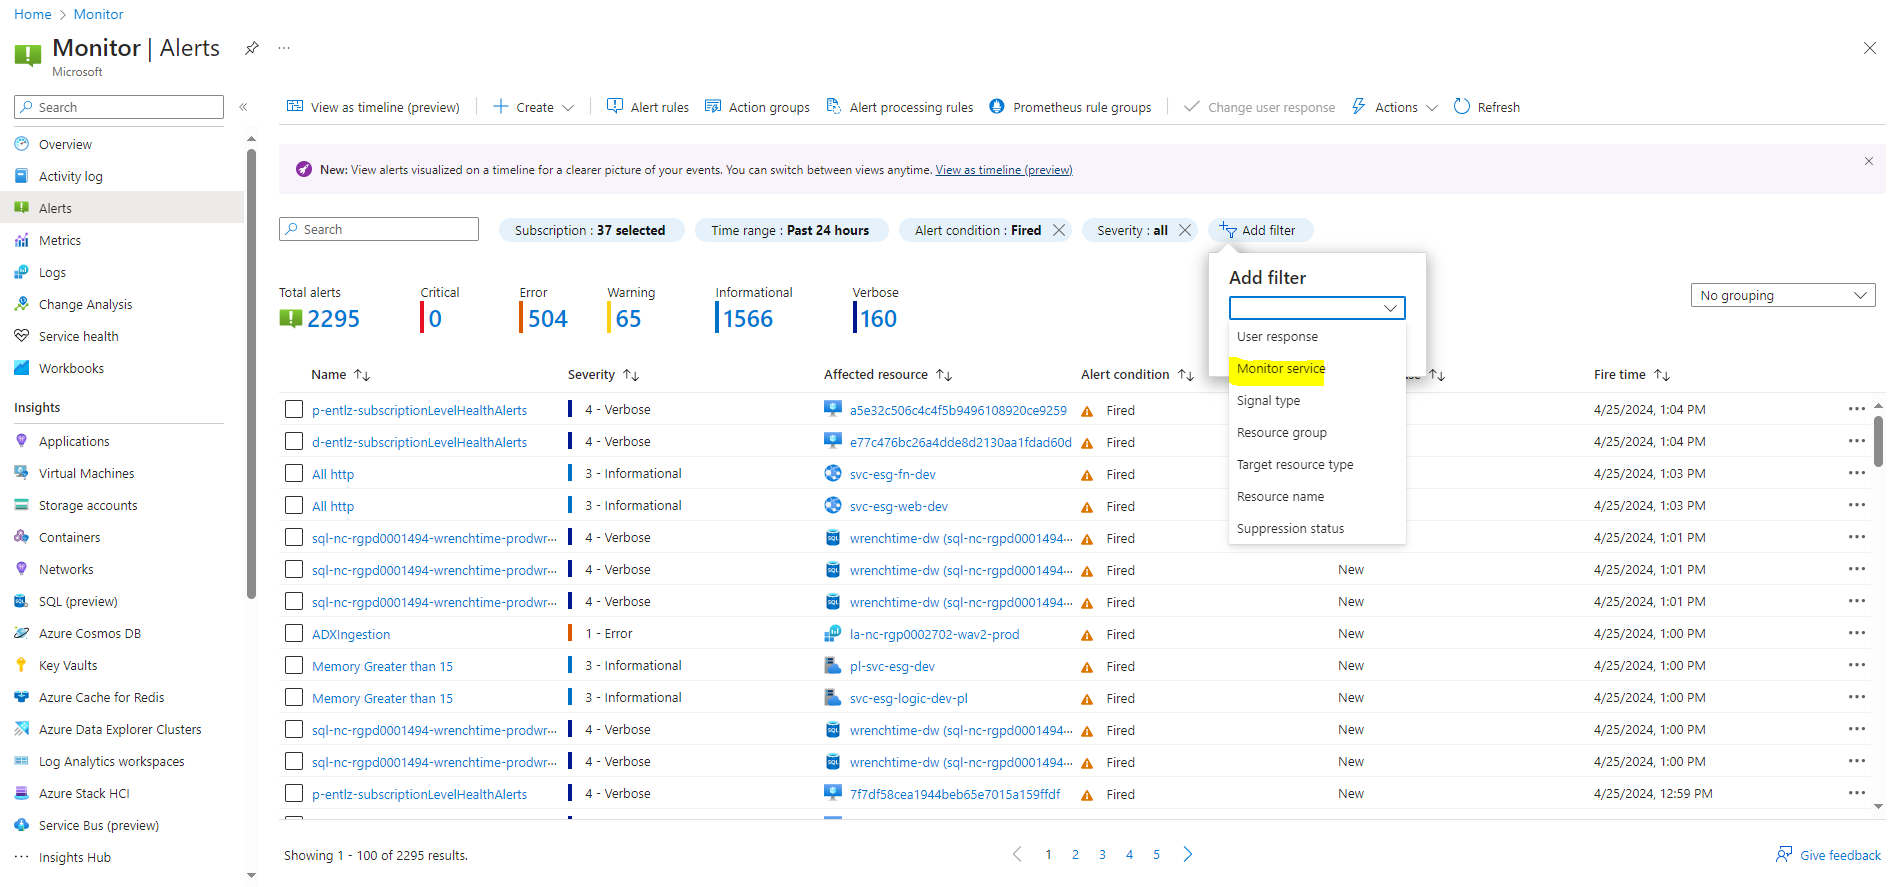 Home > Monitor
Monitor | Alerts
Microsoft
Search
Overview
Activity log
Alerts
Metrics
Logs
Change Analysis
Service health
Workbooks
Insights
Applications
Virtual Machines
Storage accounts
Containers
Networks
SQL (preview)
Azure Cosmos DB
Key Vaults
Azure Cache for Redis
Azure Data Explorer Clusters
Log Analytics workspaces
Azure Stack HCI
Service Bus (preview)
Insights Hub
View as timeline (preview) Create Alert rules Action groups Alert processing rules Prometheus rule groups Change user response Actions Refresh
New: View alerts visualized on a timeline for a clearer picture of your events. You can switch between views anytime. View as timeline (preview)
Search Subscription : 37 selected Time range : Past 24 hours Alert condition : Fired Severity : all Add filter
Add filter
User response
Monitor service
Signal type
Resource group
Target resource type
Resource name
Suppression status
Total alerts Critical Error Warning Informational Verbose
2295 0 504 65 1566 160
No grouping
Name Severity Affected resource Alert condition Fire time
p-entlz-subscriptionLevelHealthAlerts 4 - Verbose a5e32c506c4c4f5b9496108920ce9259 Fired 4/25/2024, 1:04 PM
d-entlz-subscriptionLevelHealthAlerts 4 - Verbose e77c476bc26a4dde8d2130aa1fdad60d Fired 4/25/2024, 1:04 PM
All http 3 - Informational svc-esg-fn-dev Fired 4/25/2024, 1:03 PM
All http 3 - Informational svc-esg-web-dev Fired 4/25/2024, 1:03 PM
sql-nc-rgpd0001494-wrenchtime-prodwr... 4 - Verbose wrenchtime-dw (sql-nc-rgpd0001494... Fired 4/25/2024, 1:01 PM
sql-nc-rgpd0001494-wrenchtime-prodwr... 4 - Verbose wrenchtime-dw (sql-nc-rgpd0001494... Fired New 4/25/2024, 1:01 PM
sql-nc-rgpd0001494-wrenchtime-prodwr... 4 - Verbose wrenchtime-dw (sql-nc-rgpd0001494... Fired New 4/25/2024, 1:01 PM
ADXIngestion 1 - Error la-nc-rgp0002702-wav2-prod Fired New 4/25/2024, 1:00 PM
Memory Greater than 15 3 - Informational pl-svc-esg-dev Fired New 4/25/2024, 1:00 PM
Memory Greater than 15 3 - Informational svc-esg-logic-dev-pl Fired New 4/25/2024, 1:00 PM
sql-nc-rgpd0001494-wrenchtime-prodwr... 4 - Verbose wrenchtime-dw (sql-nc-rgpd0001494... Fired New 4/25/2024, 1:00 PM
sql-nc-rgpd0001494-wrenchtime-prodwr... 4 - Verbose wrenchtime-dw (sql-nc-rgpd0001494... Fired New 4/25/2024, 1:00 PM
p-entlz-subscriptionLevelHealthAlerts 4 - Verbose 7f7df58cea1944beb65e7015a159ffdf Fired New 4/25/2024, 12:59 PM
Showing 1 - 100 of 2295 results.
1 2 3 4 5
Give feedback